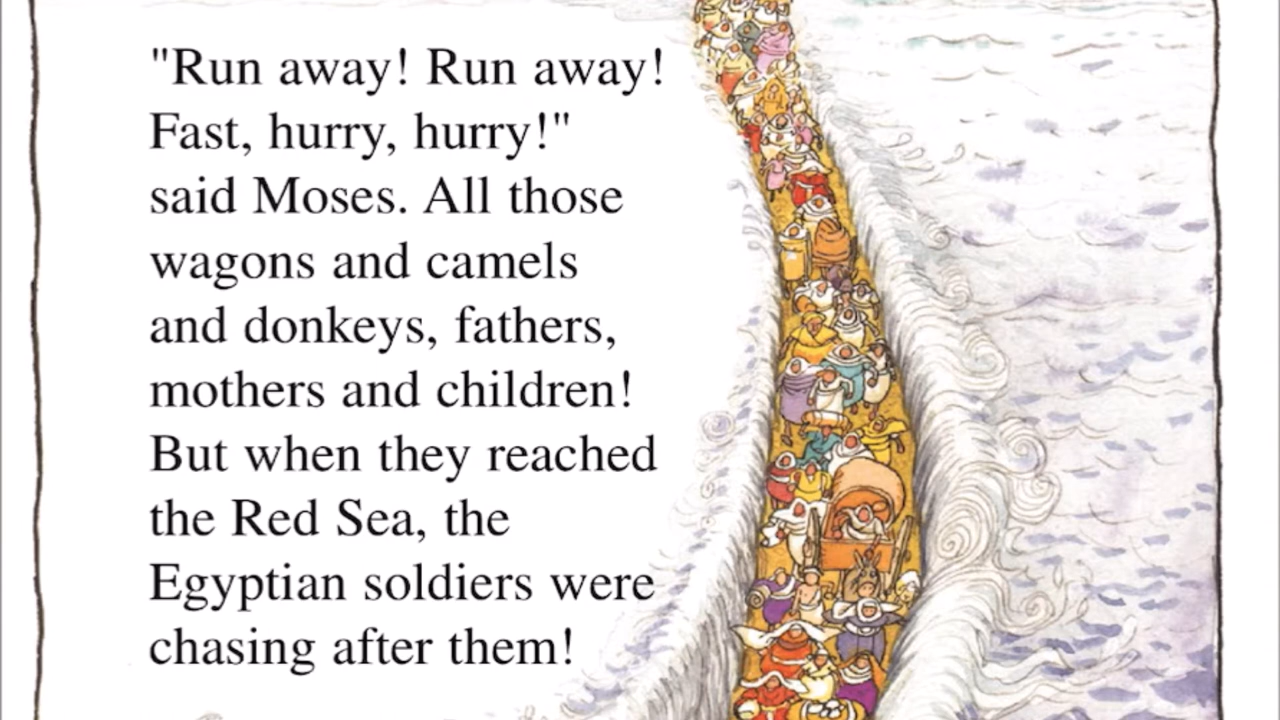 "Run away! Run away!
Fast, hurry, hurry!"
said Moses. All those
wagons and camels
and donkeys, fathers,
mothers and children!
But when they reached
the Red Sea, the
Egyptian soldiers were
chasing after them!